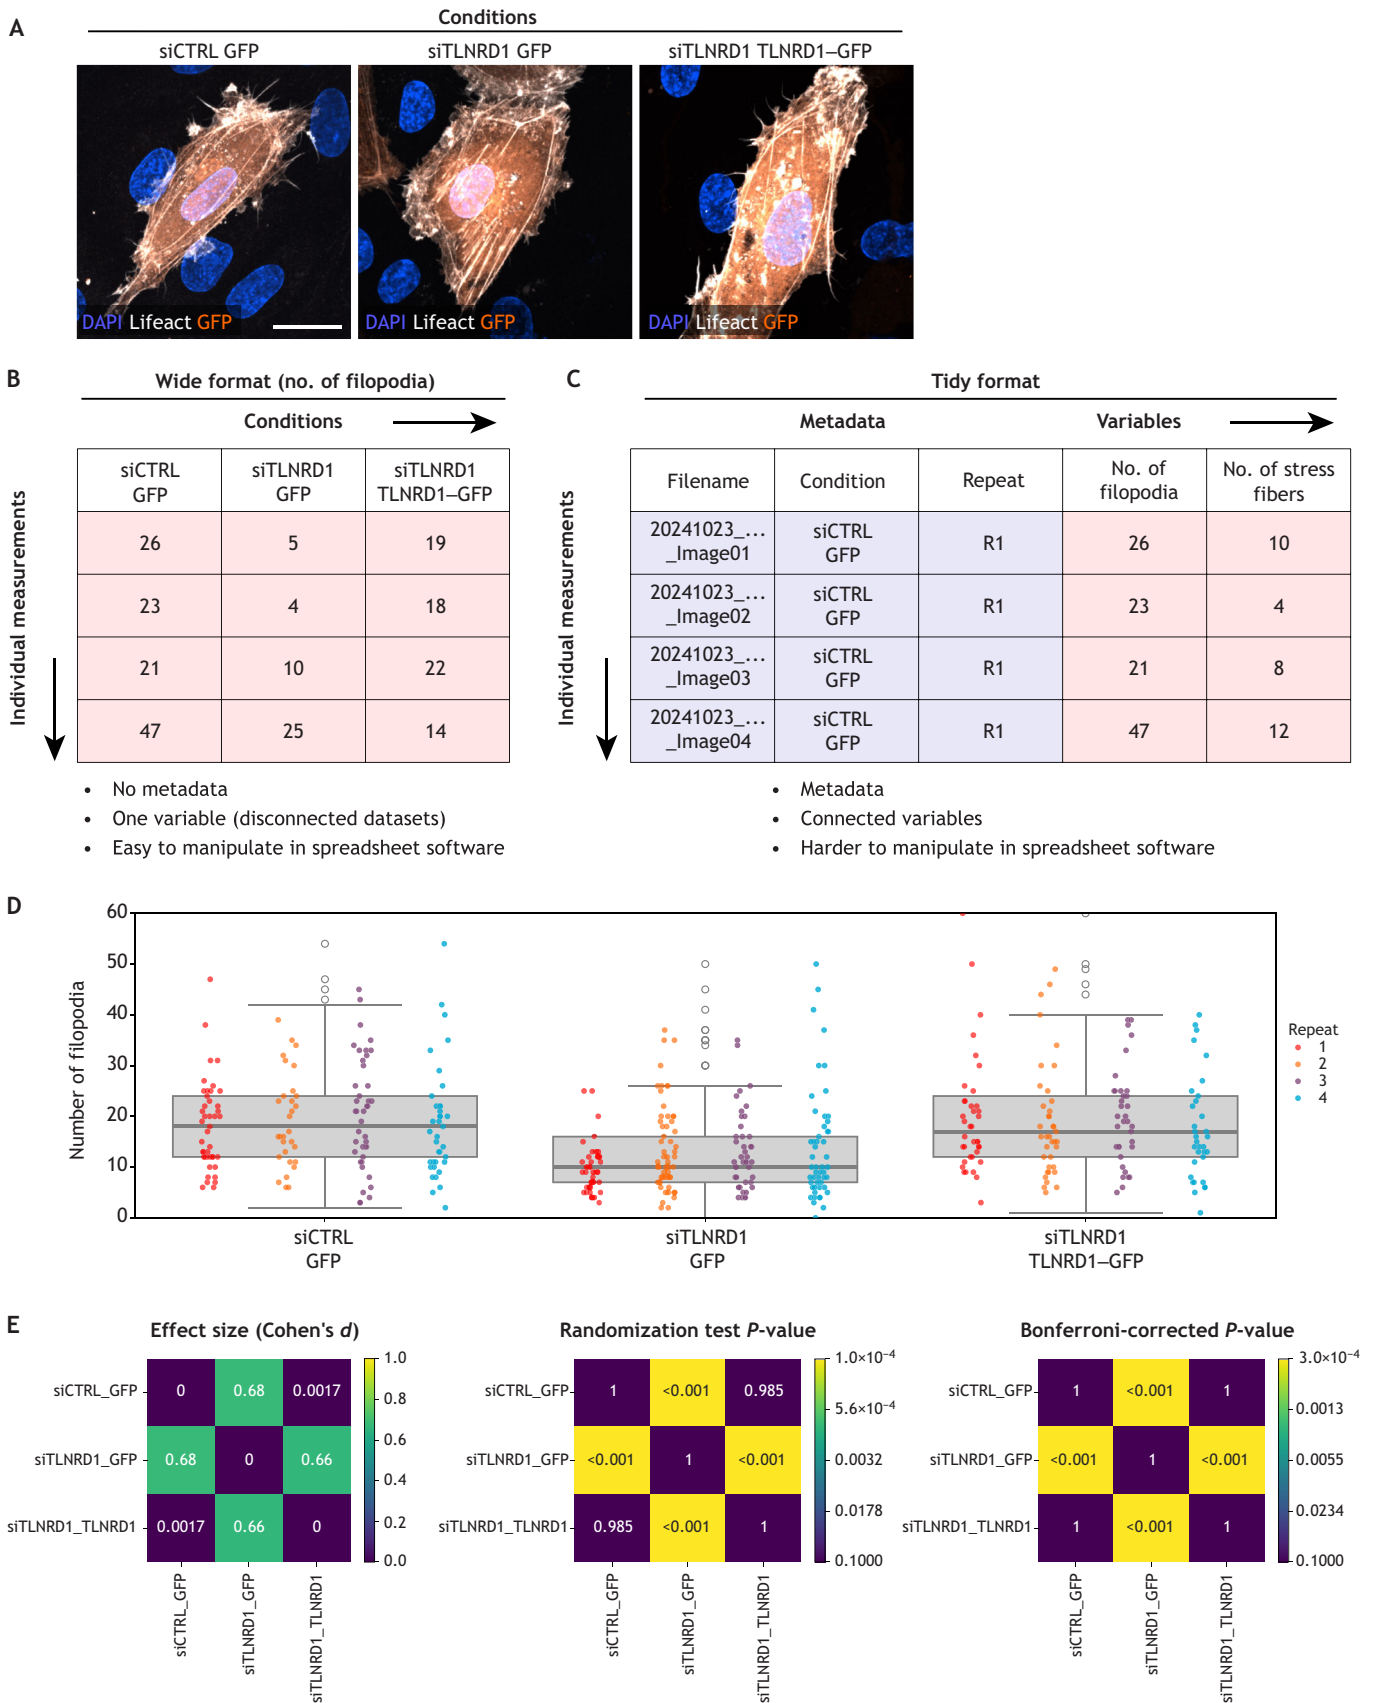 A
Conditions
siCTRL GFP
siTLNRD1 GFP
siTLNRD1 TLNRD1–GFP
DAPI Lifeact GFP
DAPI Lifeact GFP
DAPI Lifeact GFP
B
Wide format (no. of filopodia)
Conditions
Individual measurements
siCTRL GFP
siTLNRD1 GFP
siTLNRD1 TLNRD1–GFP
26 5 19
23 4 18
21 10 22
47 25 14
• No metadata
• One variable (disconnected datasets)
• Easy to manipulate in spreadsheet software
C
Tidy format
Metadata
Variables
Individual measurements
Filename
Condition
Repeat
No. of filopodia
No. of stress fibers
20241023_...
_Image01
siCTRL
GFP
R1
26
10
20241023_...
_Image02
siCTRL
GFP
R1
23
4
20241023_...
_Image03
siCTRL
GFP
R1
21
8
20241023_...
_Image04
siCTRL
GFP
R1
47
12
• Metadata
• Connected variables
• Harder to manipulate in spreadsheet software
D
Number of filopodia
60
50
40
30
20
10
0
siCTRL
GFP
siTLNRD1
GFP
siTLNRD1
TLNRD1–GFP
Repeat
1
2
3
4
E
Effect size (Cohen's d)
siCTRL_GFP 0 0.68 0.0017
siTLNRD1_GFP 0.68 0 0.66
siTLNRD1_TLNRD1 0.0017 0.66 0
siCTRL_GFP
siTLNRD1_GFP
siTLNRD1_TLNRD1
1.0
0.8
0.6
0.4
0.2
0.0
Randomization test P-value
siCTRL_GFP 1 <0.001 0.985
siTLNRD1_GFP <0.001 1 <0.001
siTLNRD1_TLNRD1 0.985 <0.001 1
siCTRL_GFP
siTLNRD1_GFP
siTLNRD1_TLNRD1
1.0×10⁻⁴
5.6×10⁻⁴
0.0032
0.0178
0.1000
Bonferroni-corrected P-value
siCTRL_GFP 1 <0.001 1
siTLNRD1_GFP <0.001 1 <0.001
siTLNRD1_TLNRD1 1 <0.001 1
siCTRL_GFP
siTLNRD1_GFP
siTLNRD1_TLNRD1
3.0×10⁻⁴
0.0013
0.0055
0.0234
0.1000